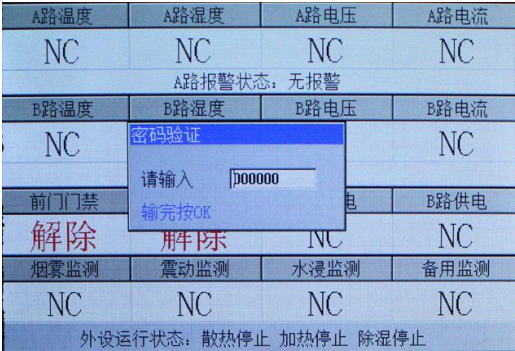 A路温度 A路湿度 A路电压 A路电流
NC NC NC NC
A路报警状态：无报警
B路温度 B路湿度 B路电压 B路电流
NC NC
密码验证
请输入 000000
输完按OK
前门门禁 电 B路供电
解除 解除 NC NC
烟雾监测 震动监测 水浸监测 备用监测
NC NC NC NC
外设运行状态：散热停止 加热停止 除湿停止